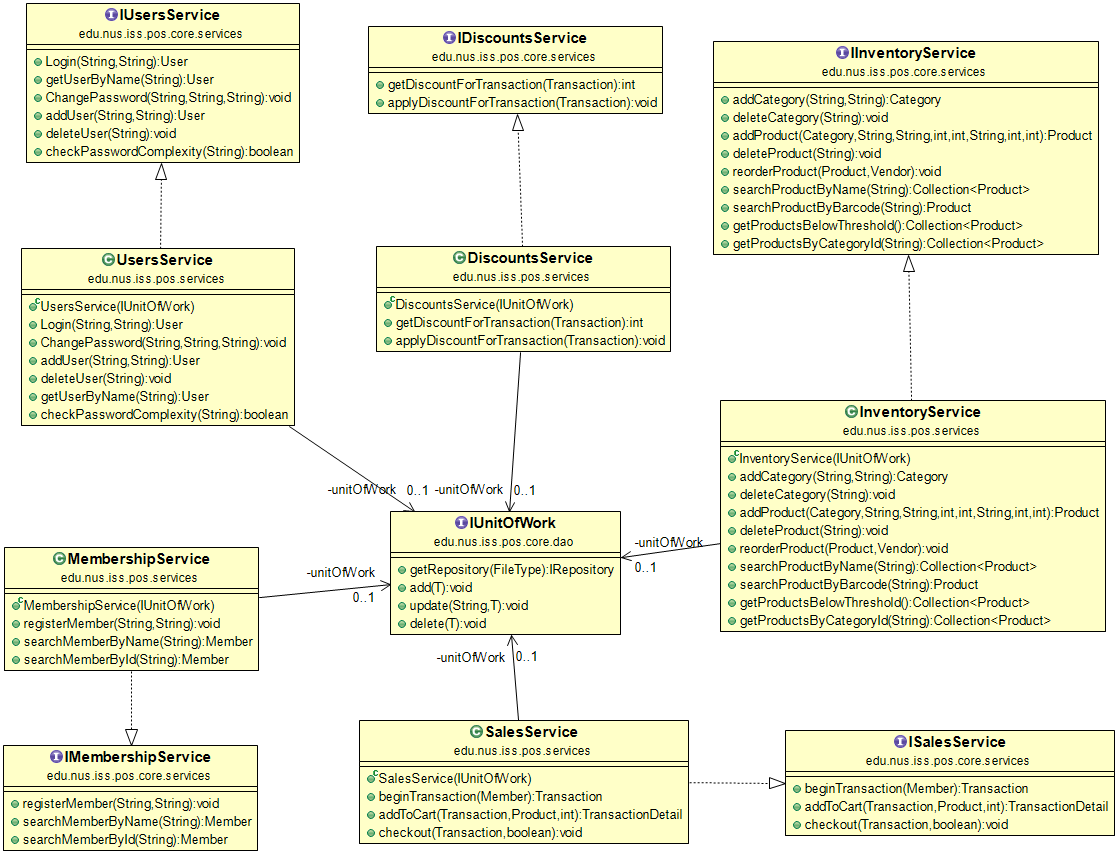 IUsersService
edu.nus.iss.pos.core.services
Login(String,String):User
getUserByName(String):User
ChangePassword(String,String,String):void
addUser(String,String):User
deleteUser(String):void
checkPasswordComplexity(String):boolean
IDiscountsService
edu.nus.iss.pos.core.services
getDiscountForTransaction(Transaction):int
applyDiscountForTransaction(Transaction):void
IInventoryService
edu.nus.iss.pos.core.services
addCategory(String,String):Category
deleteCategory(String):void
addProduct(Category,String,String,int,int,String,int,int):Product
deleteProduct(String):void
reorderProduct(Product,Vendor):void
searchProductByName(String):Collection<Product>
searchProductByBarcode(String):Product
getProductsBelowThreshold():Collection<Product>
getProductsByCategoryId(String):Collection<Product>
UsersService
edu.nus.iss.pos.services
UsersService(IUnitOfWork)
Login(String,String):User
ChangePassword(String,String,String):void
addUser(String,String):User
deleteUser(String):void
getUserByName(String):User
checkPasswordComplexity(String):boolean
DiscountsService
edu.nus.iss.pos.services
DiscountsService(IUnitOfWork)
getDiscountForTransaction(Transaction):int
applyDiscountForTransaction(Transaction):void
InventoryService
edu.nus.iss.pos.services
InventoryService(IUnitOfWork)
addCategory(String,String):Category
deleteCategory(String):void
addProduct(Category,String,String,int,int,String,int,int):Product
deleteProduct(String):void
reorderProduct(Product,Vendor):void
searchProductByName(String):Collection<Product>
searchProductByBarcode(String):Product
getProductsBelowThreshold():Collection<Product>
getProductsByCategoryId(String):Collection<Product>
-unitOfWork 0..1
-unitOfWork 0..1
-unitOfWork
0..1
IUnitOfWork
edu.nus.iss.pos.core.dao
getRepository(FileType):IRepository
add(T):void
update(String,T):void
delete(T):void
MembershipService
edu.nus.iss.pos.services
MembershipService(IUnitOfWork)
registerMember(String,String):void
searchMemberByName(String):Member
searchMemberById(String):Member
-unitOfWork
0..1
-unitOfWork 0..1
IMembershipService
edu.nus.iss.pos.core.services
registerMember(String,String):void
searchMemberByName(String):Member
searchMemberById(String):Member
SalesService
edu.nus.iss.pos.services
SalesService(IUnitOfWork)
beginTransaction(Member):Transaction
addToCart(Transaction,Product,int):TransactionDetail
checkout(Transaction,boolean):void
ISalesService
edu.nus.iss.pos.core.services
beginTransaction(Member):Transaction
addToCart(Transaction,Product,int):TransactionDetail
checkout(Transaction,boolean):void